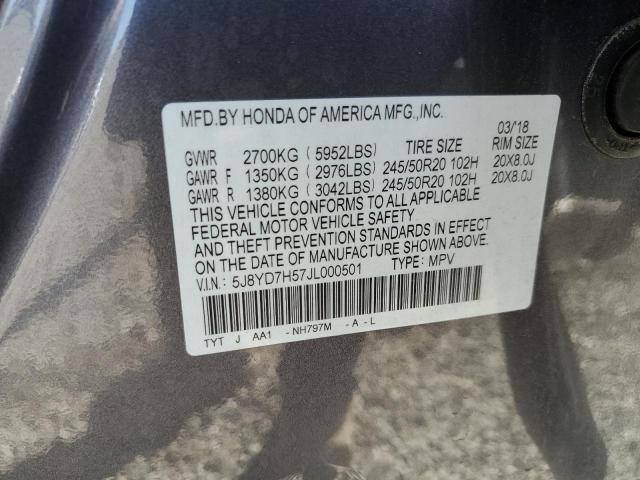 MFD.BY HONDA OF AMERICA MFG.,INC.
03/18
GVWR 2700KG (5952LBS) TIRE SIZE RIM SIZE
GAWR F 1350KG (2976LBS) 245/50R20 102H 20X8.0J
GAWR R 1380KG (3042LBS) 245/50R20 102H 20X8.0J
THIS VEHICLE CONFORMS TO ALL APPLICABLE
FEDERAL MOTOR VEHICLE SAFETY
AND THEFT PREVENTION STANDARDS IN EFFECT
ON THE DATE OF MANUFACTURE SHOWN ABOVE.
V.I.N: 5J8YD7H57JL000501 TYPE: MPV
TYT J AA1 -NH797M -A-L